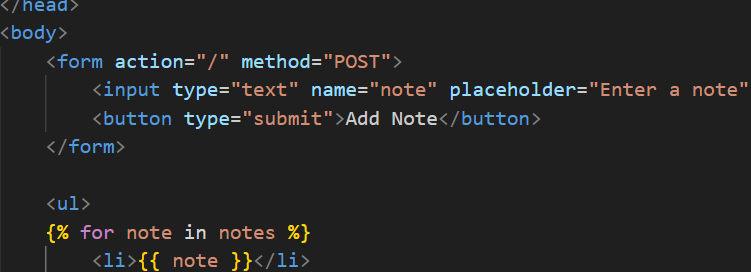 </head>
<body>
<form action="/" method="POST">
<input type="text" name="note" placeholder="Enter a note"
<button type="submit">Add Note</button>
</form>
<ul>
{% for note in notes %}
<li>{{ note }}</li>